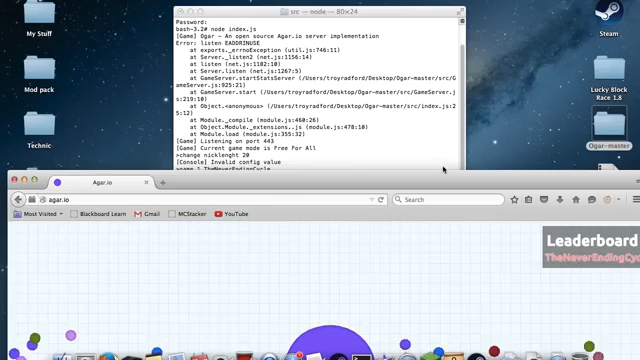 src — node — 80×24
Password:
bash-3.2# node index.js
[Game] Ogar - An open source Agar.io server implementation
Error: listen EADDRINUSE
at exports._errnoException (util.js:746:11)
at Server._listen2 (net.js:1156:14)
at listen (net.js:1182:10)
at Server.listen (net.js:1267:5)
at GameServer.startStatsServer (/Users/troyradford/Desktop/Ogar-master/src/G
ameServer.js:925:21)
at GameServer.start (/Users/troyradford/Desktop/Ogar-master/src/GameServer.j
s:219:10)
at Object.<anonymous> (/Users/troyradford/Desktop/Ogar-master/src/index.js:2
5:12)
at Module._compile (module.js:460:26)
at Object.Module._extensions..js (module.js:478:10)
at Module.load (module.js:355:32)
[Game] Listening on port 443
[Game] Current game mode is Free For All
>change nicklenght 20
[Console] Invalid config value
>name 1 TheNeverEndingCycle
My Stuff
Mod pack
Technic
Steam
Lucky Block
Race 1.8
Ogar-master
Agar.io
agar.io
Search
Most Visited
Blackboard Learn
Gmail
MCStacker
YouTube
Leaderboard
TheNeverEndingCyc